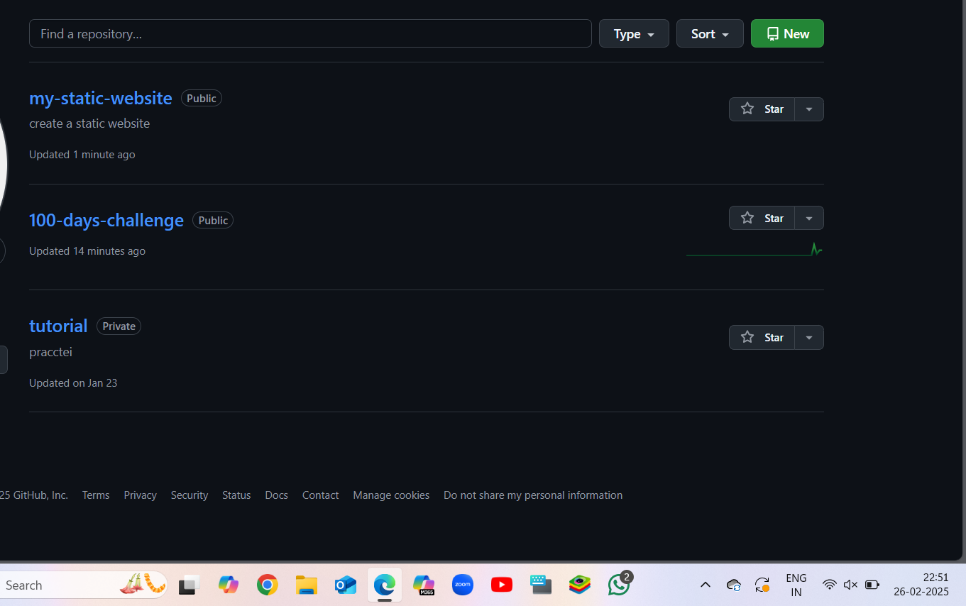 Find a repository...
Type
Sort
New
my-static-website Public
create a static website
Star
Updated 1 minute ago
100-days-challenge Public
Star
Updated 14 minutes ago
tutorial Private
pracctei
Star
Updated on Jan 23
25 GitHub, Inc. Terms Privacy Security Status Docs Contact Manage cookies Do not share my personal information
Search
M365
zoom
2
ENG
IN
22:51
26-02-2025